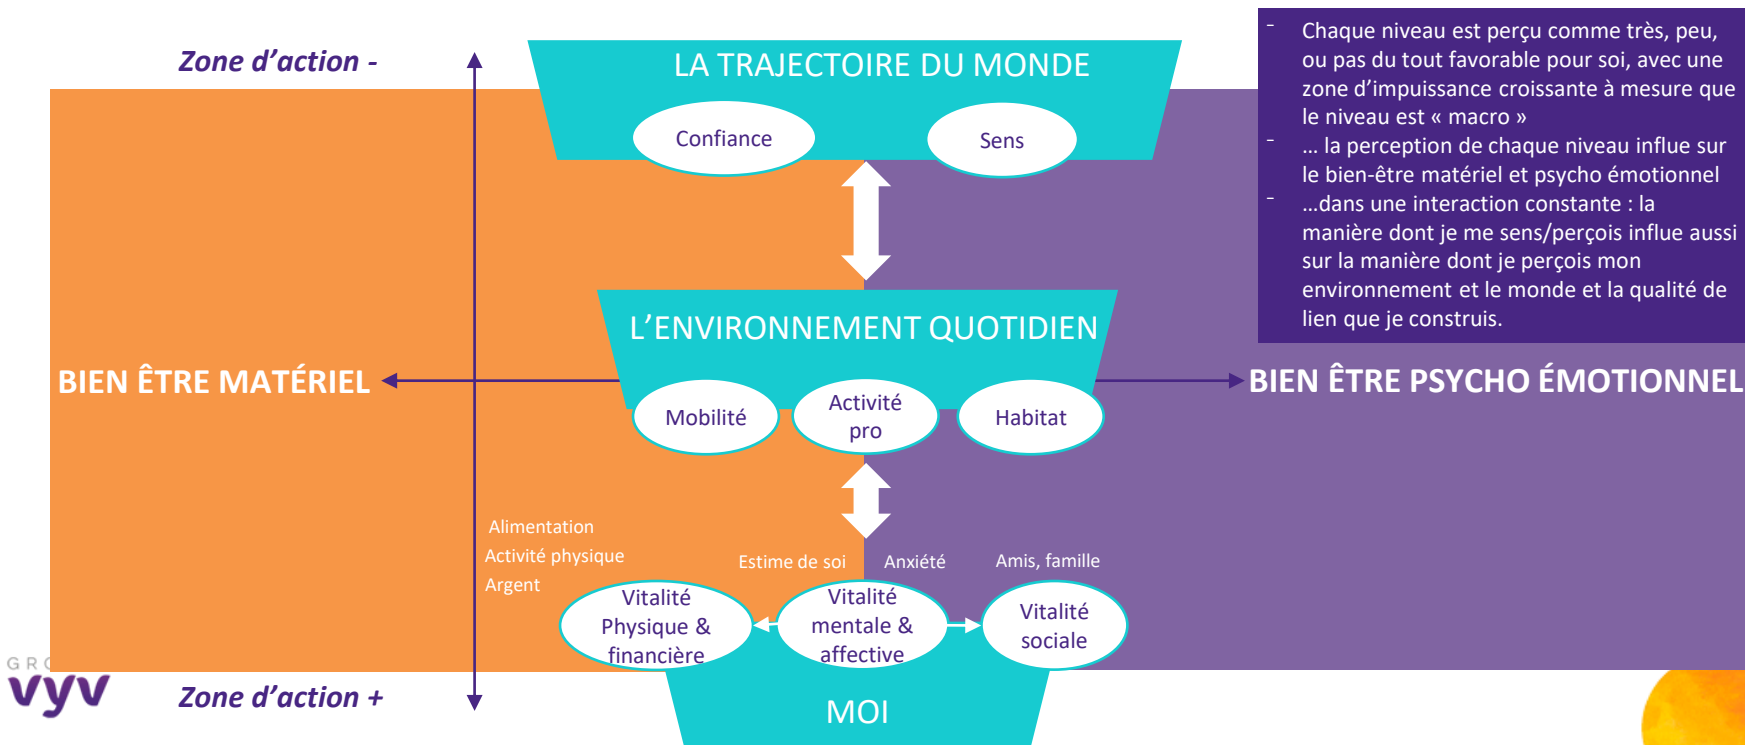 Zone d'action -
LA TRAJECTOIRE DU MONDE
Confiance
Sens
- Chaque niveau est perçu comme très, peu,
ou pas du tout favorable pour soi, avec une
zone d'impuissance croissante à mesure que
le niveau est « macro »
- … la perception de chaque niveau influe sur
le bien-être matériel et psycho émotionnel
- …dans une interaction constante : la
manière dont je me sens/perçois influe aussi
sur la manière dont je perçois mon
environnement et le monde et la qualité de
lien que je construis.
L'ENVIRONNEMENT QUOTIDIEN
BIEN ÊTRE MATÉRIEL
BIEN ÊTRE PSYCHO ÉMOTIONNEL
Mobilité
Activité
pro
Habitat
Alimentation
Activité physique
Argent
Estime de soi
Anxiété
Amis, famille
Vitalité
Physique &
financière
Vitalité
mentale &
affective
Vitalité
sociale
vyv
Zone d'action +
MOI